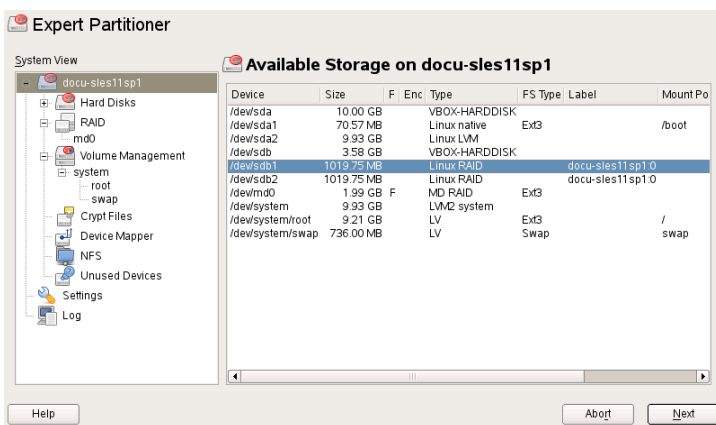 Expert Partitioner
System View
docu-sles11sp1
Hard Disks
RAID
md0
Volume Management
system
root
swap
Crypt Files
Device Mapper
NFS
Unused Devices
Settings
Log
Available Storage on docu-sles11sp1
Device Size F Enc Type FS Type Label Mount Po
/dev/sda 10.00 GB VBOX-HARDDISK
/dev/sda1 70.57 MB Linux native Ext3 /boot
/dev/sda2 9.93 GB Linux LVM
/dev/sdb 3.58 GB VBOX-HARDDISK
/dev/sdb1 1019.75 MB Linux RAID docu-sles11sp1:0
/dev/sdb2 1019.75 MB Linux RAID docu-sles11sp1:0
/dev/md0 1.99 GB F MD RAID Ext3
/dev/system 9.93 GB LVM2 system
/dev/system/root 9.21 GB LV Ext3 /
/dev/system/swap 736.00 MB LV Swap swap
Help Abort Next